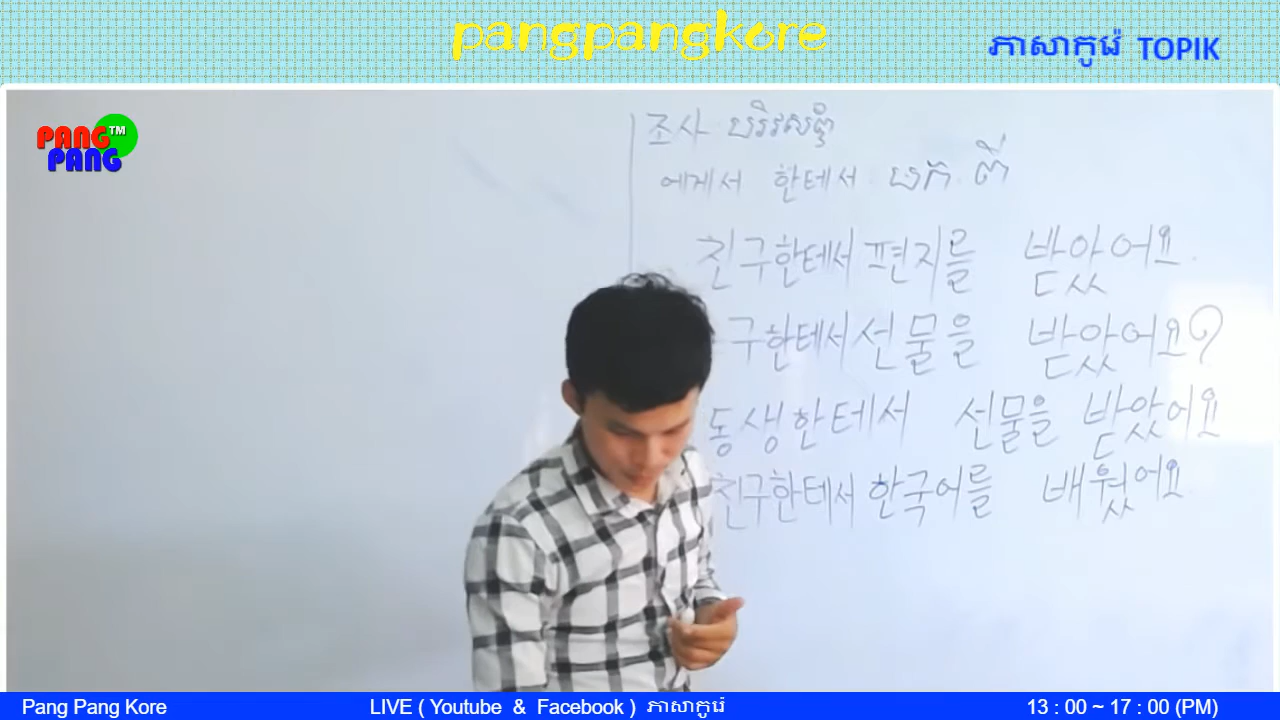 pangpangkore
ភាសាកូរ៉េ TOPIK
PANG TM
PANG
조사 បរិវសព្ទ
에게서 한테서 មក ពី
친구한테서 편지를 받았어요.
구한테서 선물을 받았어요?
동생한테서 선물을 받았어요
친구한테서 한국어를 배웠어요
Pang Pang Kore LIVE ( Youtube & Facebook ) ភាសាកូរ៉េ 13 : 00 ~ 17 : 00 (PM)